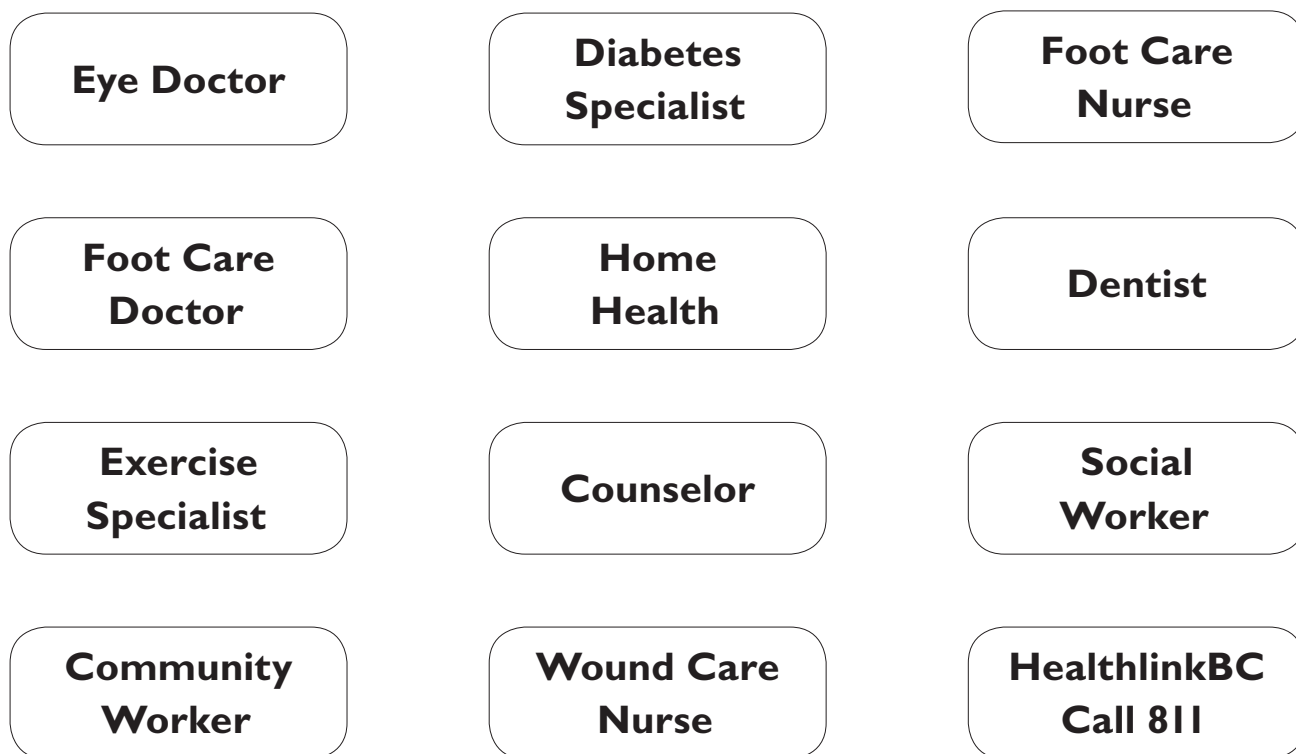 Eye Doctor
Diabetes
Specialist
Foot Care
Nurse
Foot Care
Doctor
Home
Health
Dentist
Exercise
Specialist
Counselor
Social
Worker
Community
Worker
Wound Care
Nurse
HealthlinkBC
Call 811